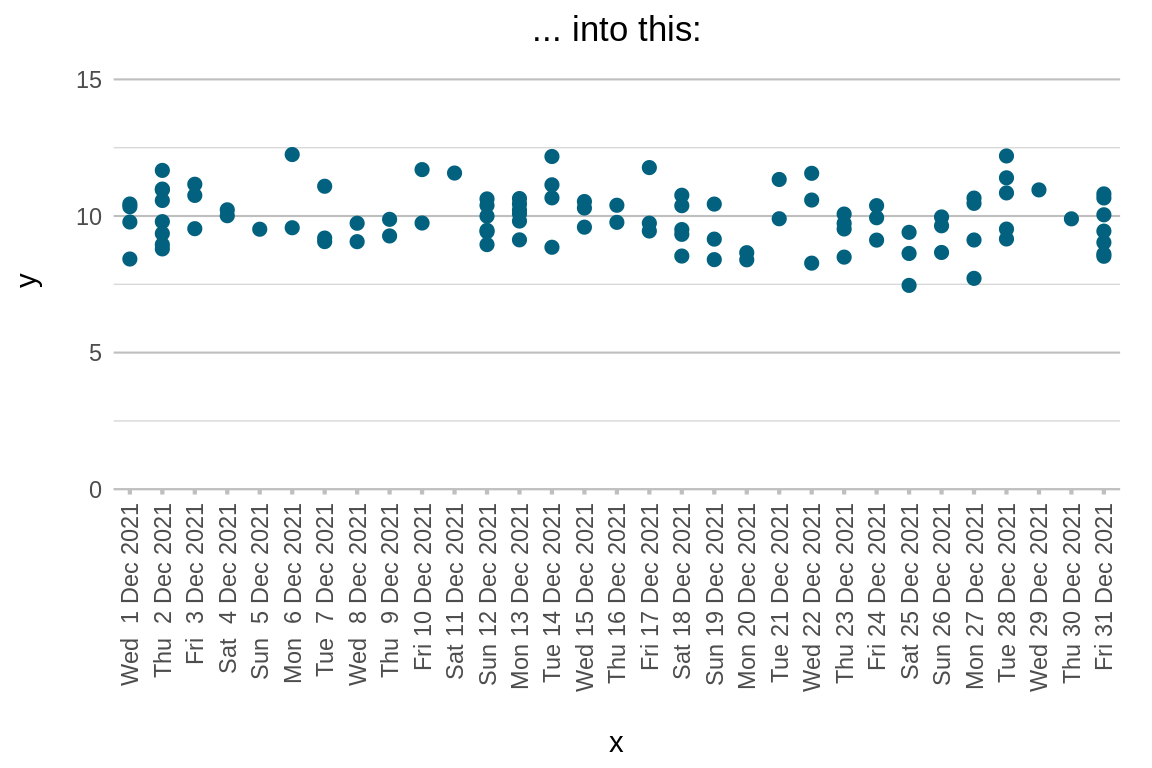 ... into this:
15
10
5
0
y
Wed  1 Dec 2021
Thu  2 Dec 2021
Fri  3 Dec 2021
Sat  4 Dec 2021
Sun  5 Dec 2021
Mon  6 Dec 2021
Tue  7 Dec 2021
Wed  8 Dec 2021
Thu  9 Dec 2021
Fri 10 Dec 2021
Sat 11 Dec 2021
Sun 12 Dec 2021
Mon 13 Dec 2021
Tue 14 Dec 2021
Wed 15 Dec 2021
Thu 16 Dec 2021
Fri 17 Dec 2021
Sat 18 Dec 2021
Sun 19 Dec 2021
Mon 20 Dec 2021
Tue 21 Dec 2021
Wed 22 Dec 2021
Thu 23 Dec 2021
Fri 24 Dec 2021
Sat 25 Dec 2021
Sun 26 Dec 2021
Mon 27 Dec 2021
Tue 28 Dec 2021
Wed 29 Dec 2021
Thu 30 Dec 2021
Fri 31 Dec 2021
x